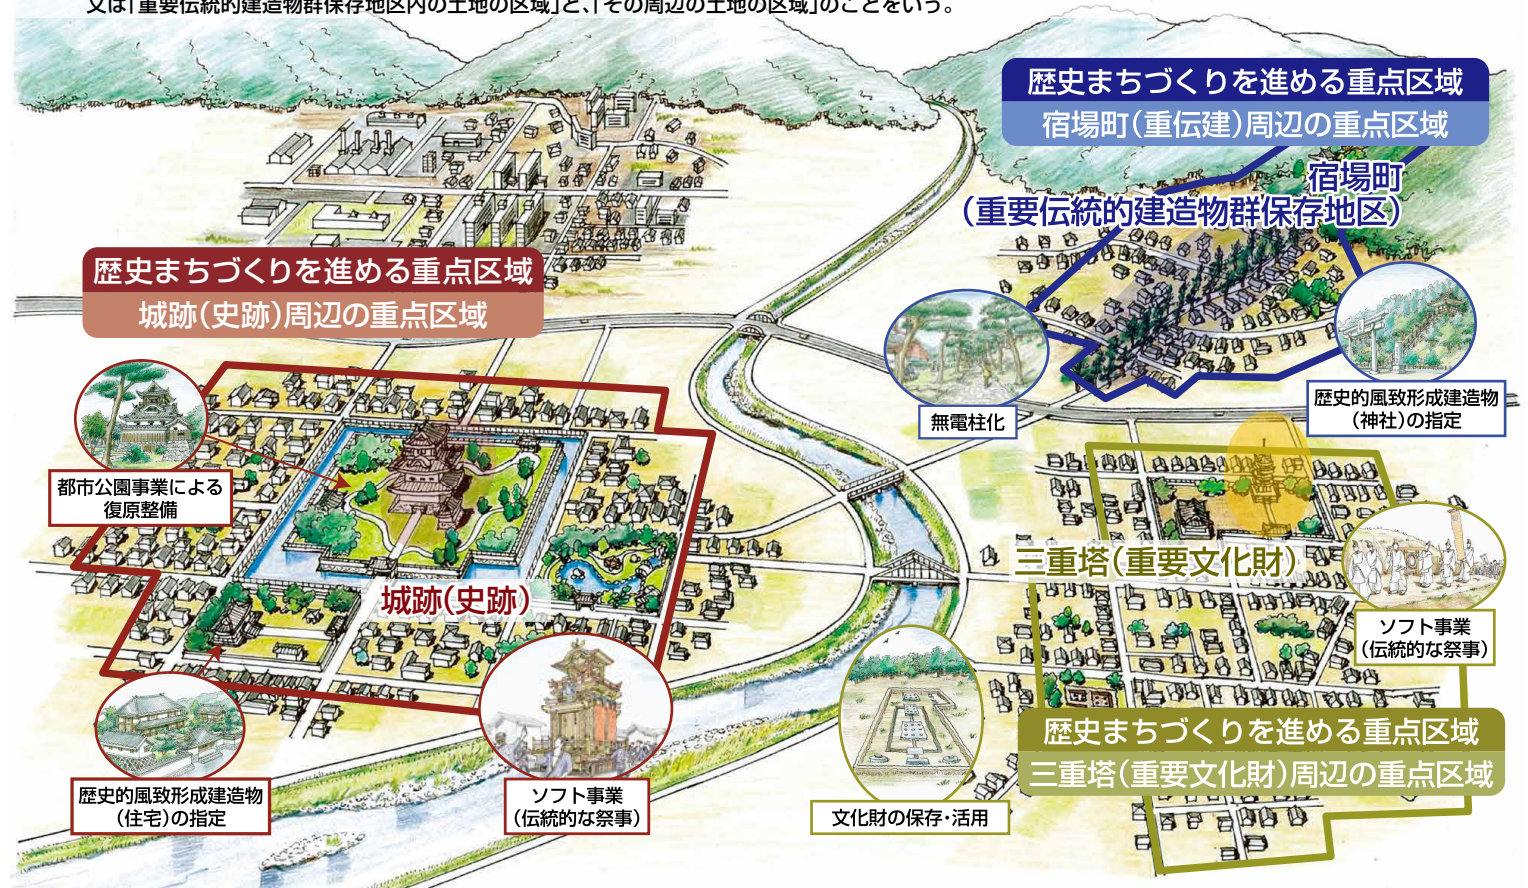 又は｢重要伝統的建造物群保存地区内の土地の区域｣と､｢その周辺の土地の区域｣のことをいう。
歴史まちづくりを進める重点区域
宿場町（重伝建）周辺の重点区域
宿場町
（重要伝統的建造物群保存地区）
歴史まちづくりを進める重点区域
城跡（史跡）周辺の重点区域
無電柱化
歴史的風致形成建造物
（神社）の指定
都市公園事業による
復原整備
城跡（史跡）
三重塔（重要文化財）
ソフト事業
（伝統的な祭事）
歴史まちづくりを進める重点区域
三重塔（重要文化財）周辺の重点区域
歴史的風致形成建造物
（住宅）の指定
ソフト事業
（伝統的な祭事）
文化財の保存・活用